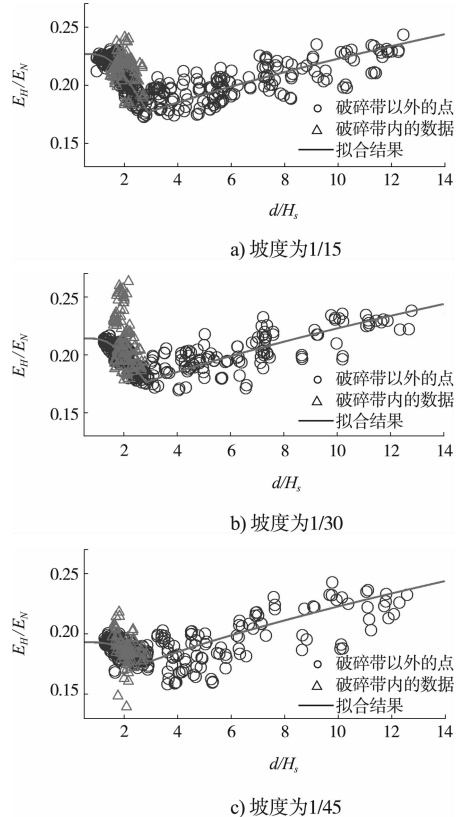 E_H/E_N
0.25
0.20
0.15
破碎带以外的点
破碎带内的数据
拟合结果
2 4 6 8 10 12 14
d/H_s
a) 坡度为1/15
E_H/E_N
0.25
0.20
0.15
破碎带以外的点
破碎带内的数据
拟合结果
2 4 6 8 10 12 14
d/H_s
b) 坡度为1/30
E_H/E_N
0.25
0.20
0.15
破碎带以外的点
破碎带内的数据
拟合结果
2 4 6 8 10 12 14
d/H_s
c) 坡度为1/45